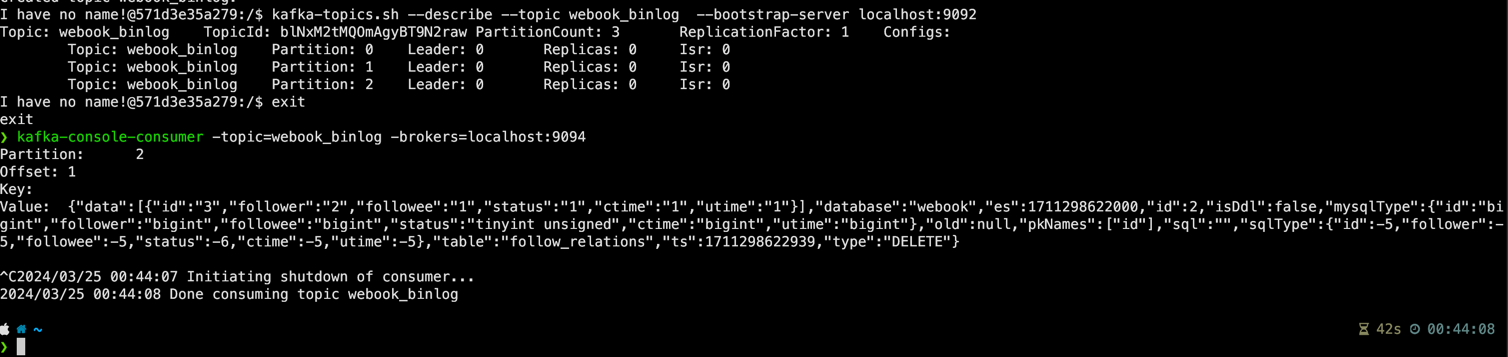 I have no name!@571d3e35a279:/$ kafka-topics.sh --describe --topic webook_binlog  --bootstrap-server localhost:9092
Topic: webook_binlog    TopicId: blNxM2tMQOmAgyBT9N2raw PartitionCount: 3       ReplicationFactor: 1    Configs:
        Topic: webook_binlog    Partition: 0    Leader: 0       Replicas: 0     Isr: 0
        Topic: webook_binlog    Partition: 1    Leader: 0       Replicas: 0     Isr: 0
        Topic: webook_binlog    Partition: 2    Leader: 0       Replicas: 0     Isr: 0
I have no name!@571d3e35a279:/$ exit
exit
❯ kafka-console-consumer -topic=webook_binlog -brokers=localhost:9094
Partition:      2
Offset: 1
Key:
Value:  {"data":[{"id":"3","follower":"2","followee":"1","status":"1","ctime":"1","utime":"1"}],"database":"webook","es":1711298622000,"id":2,"isDdl":false,"mysqlType":{"id":"bi
gint","follower":"bigint","followee":"bigint","status":"tinyint unsigned","ctime":"bigint","utime":"bigint"},"old":null,"pkNames":["id"],"sql":"","sqlType":{"id":-5,"follower":-
5,"followee":-5,"status":-6,"ctime":-5,"utime":-5},"table":"follow_relations","ts":1711298622939,"type":"DELETE"}
^C2024/03/25 00:44:07 Initiating shutdown of consumer...
2024/03/25 00:44:08 Done consuming topic webook_binlog
~ 42s 00:44:08
❯